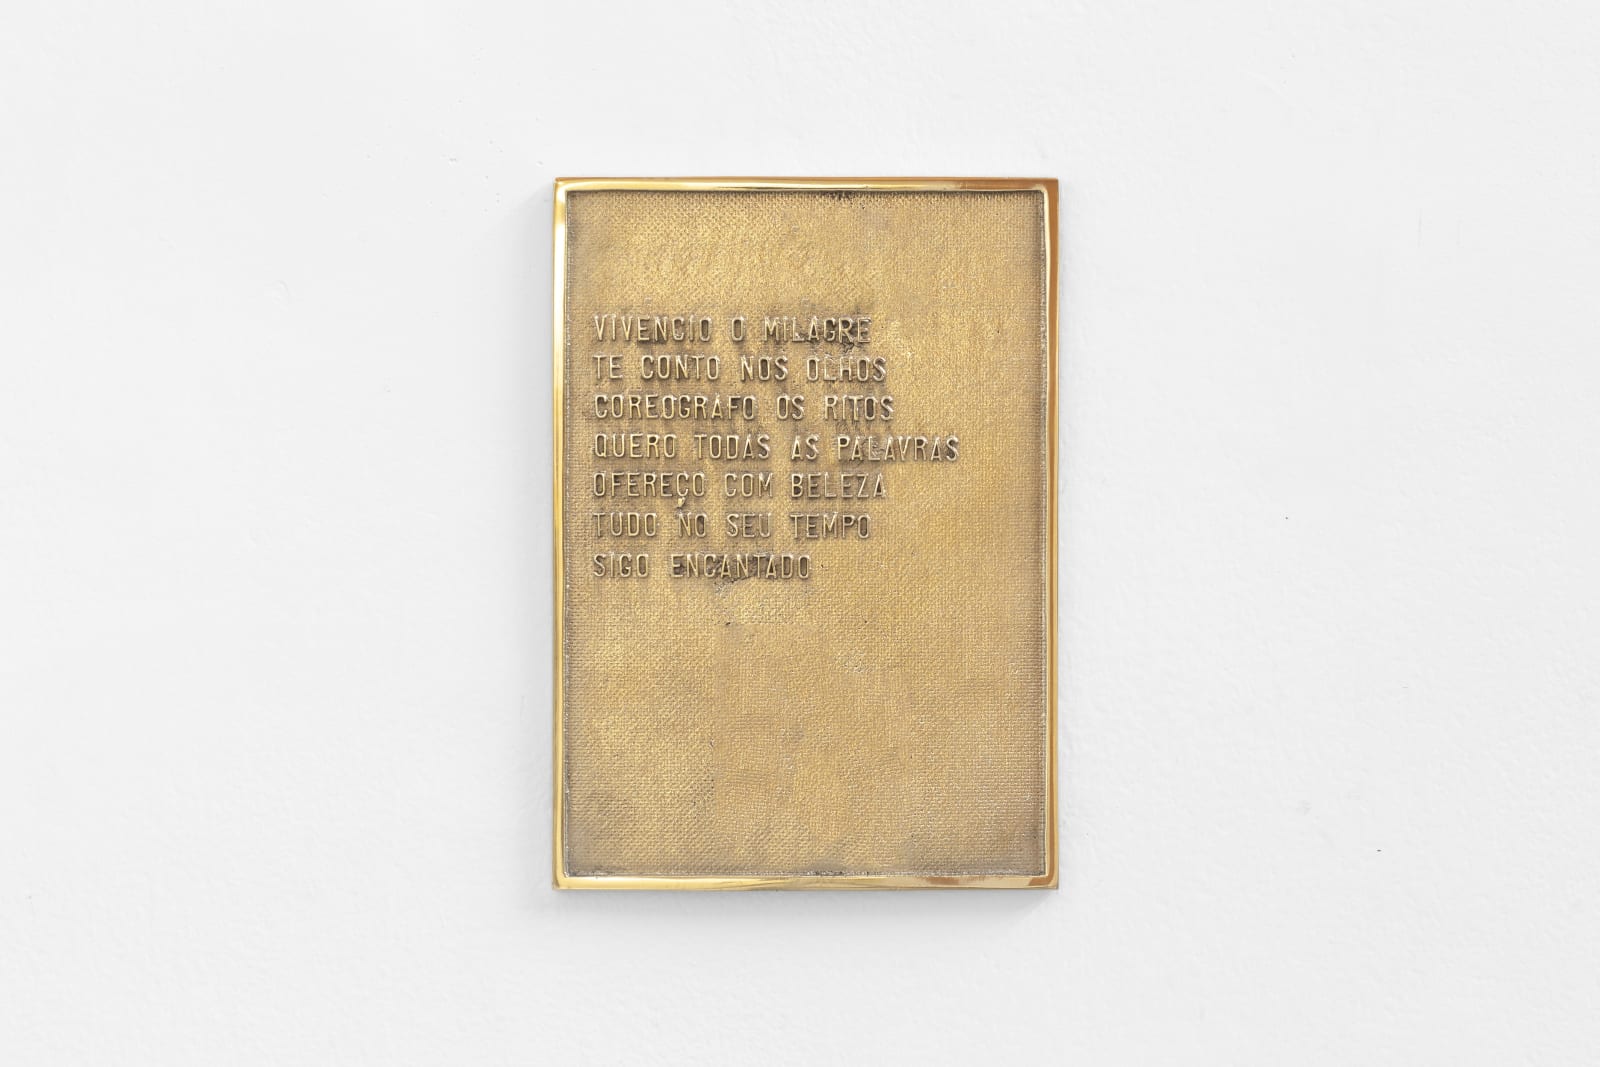 VIVENCIO O MILAGRE
TE CONTO NOS OLHOS
COREOGRAFO OS RITOS
QUERO TODAS AS PALAVRAS
OFEREÇO COM BELEZA
TUDO NO SEU TEMPO
SIGO ENCANTADO